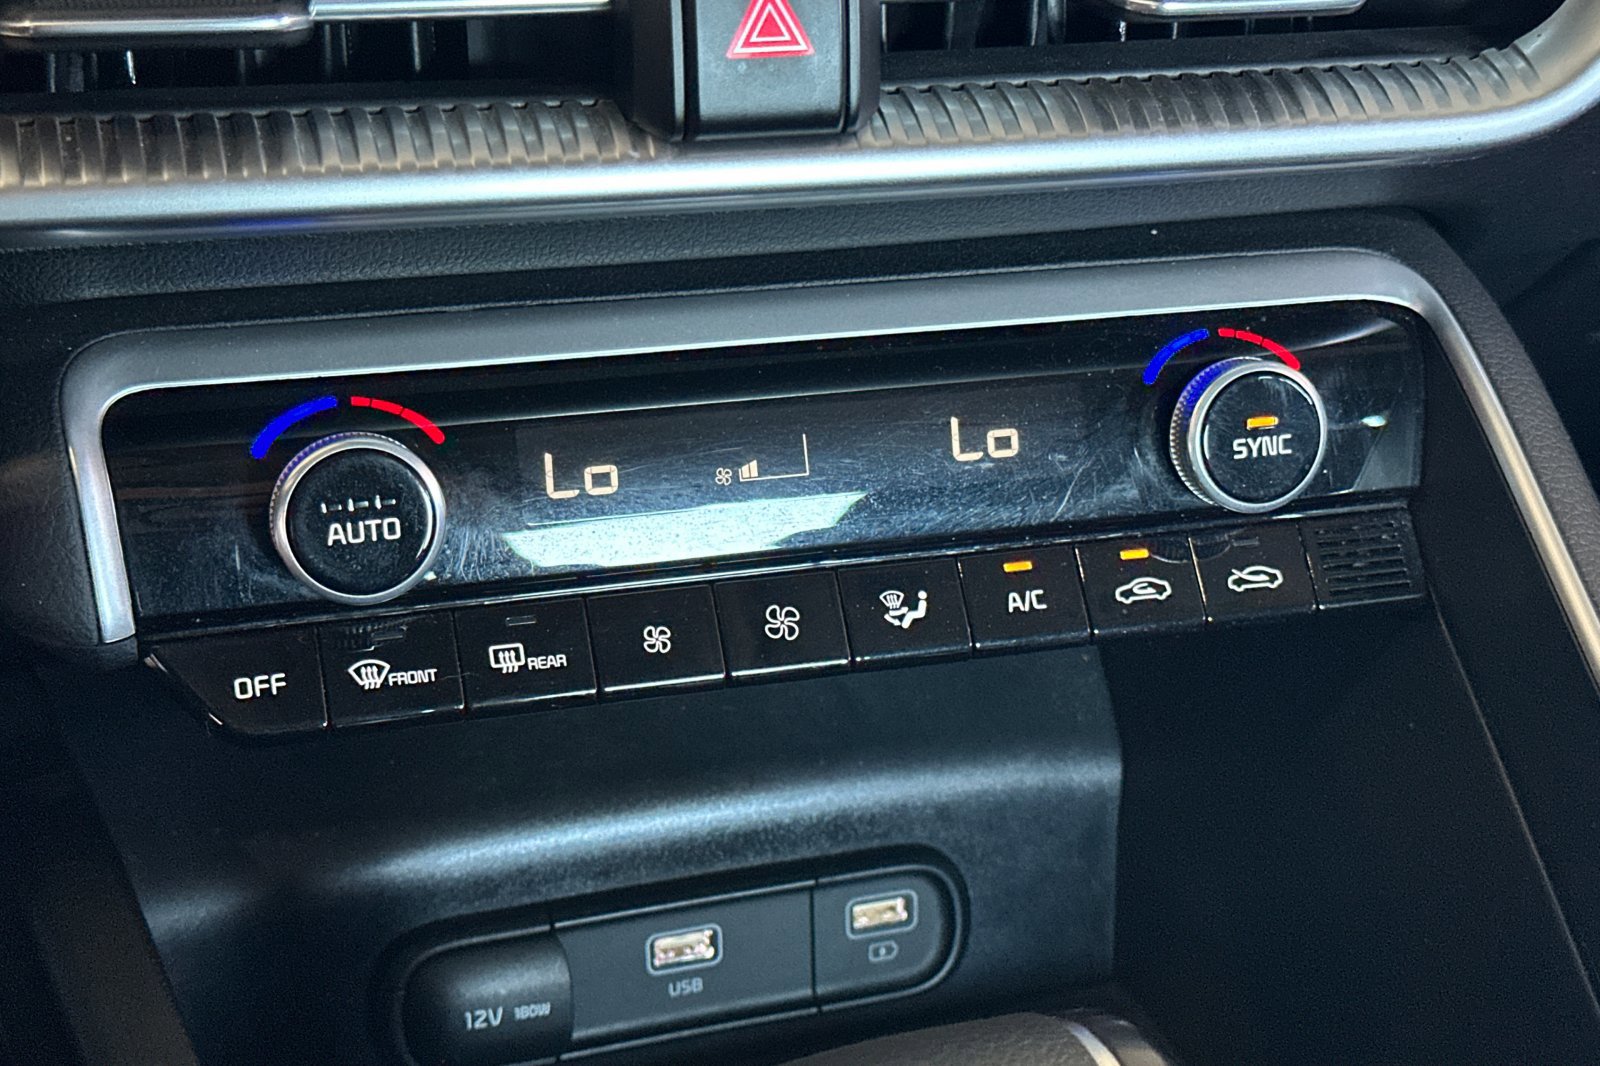 Lo
Lo
AUTO
SYNC
OFF
FRONT
REAR
A/C
USB
12V 180W